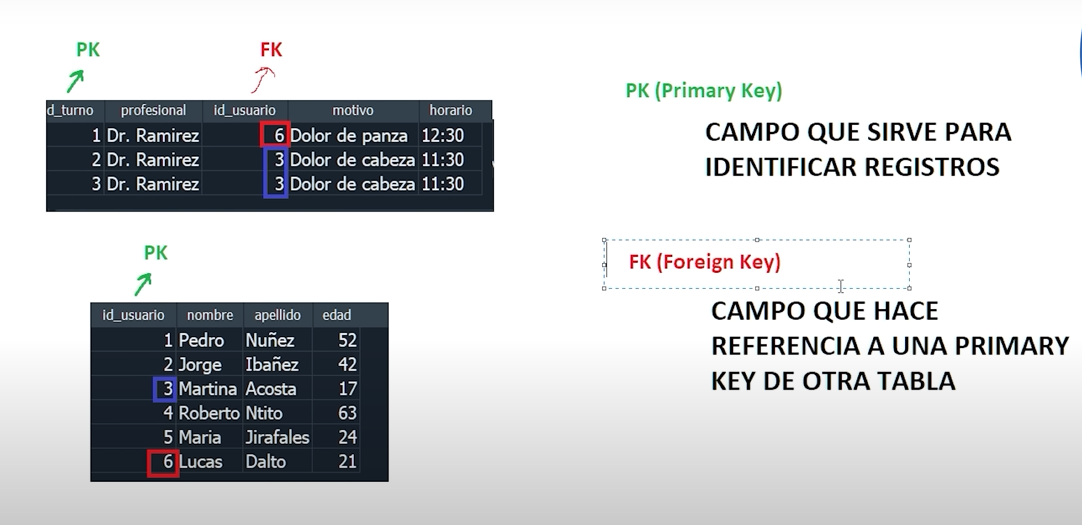 PK
FK
d_turno profesional id_usuario motivo horario
1 Dr. Ramirez 6 Dolor de panza 12:30
2 Dr. Ramirez 3 Dolor de cabeza 11:30
3 Dr. Ramirez 3 Dolor de cabeza 11:30
PK
id_usuario nombre apellido edad
1 Pedro Nuñez 52
2 Jorge Ibañez 42
3 Martina Acosta 17
4 Roberto Ntito 63
5 Maria Jirafales 24
6 Lucas Dalto 21
PK (Primary Key)
CAMPO QUE SIRVE PARA
IDENTIFICAR REGISTROS
FK (Foreign Key)
CAMPO QUE HACE
REFERENCIA A UNA PRIMARY
KEY DE OTRA TABLA